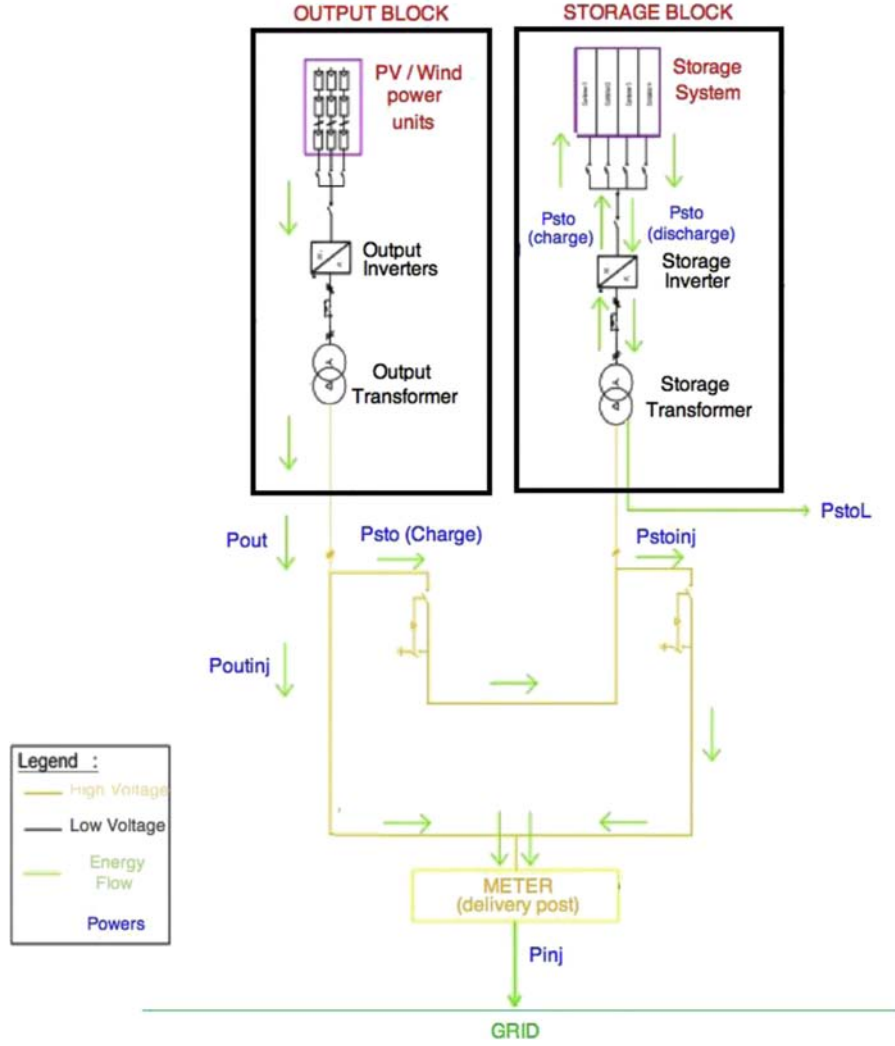 OUTPUT BLOCK
STORAGE BLOCK
PV / Wind
power
units
Storage
System
Psto
(charge)
Psto
(discharge)
Output
Inverters
Storage
Inverter
Output
Transformer
Storage
Transformer
PstoL
Pout
Psto (Charge)
Pstoinj
Poutinj
Legend :
High Voltage
Low Voltage
Energy
Flow
Powers
METER
(delivery post)
Pinj
GRID